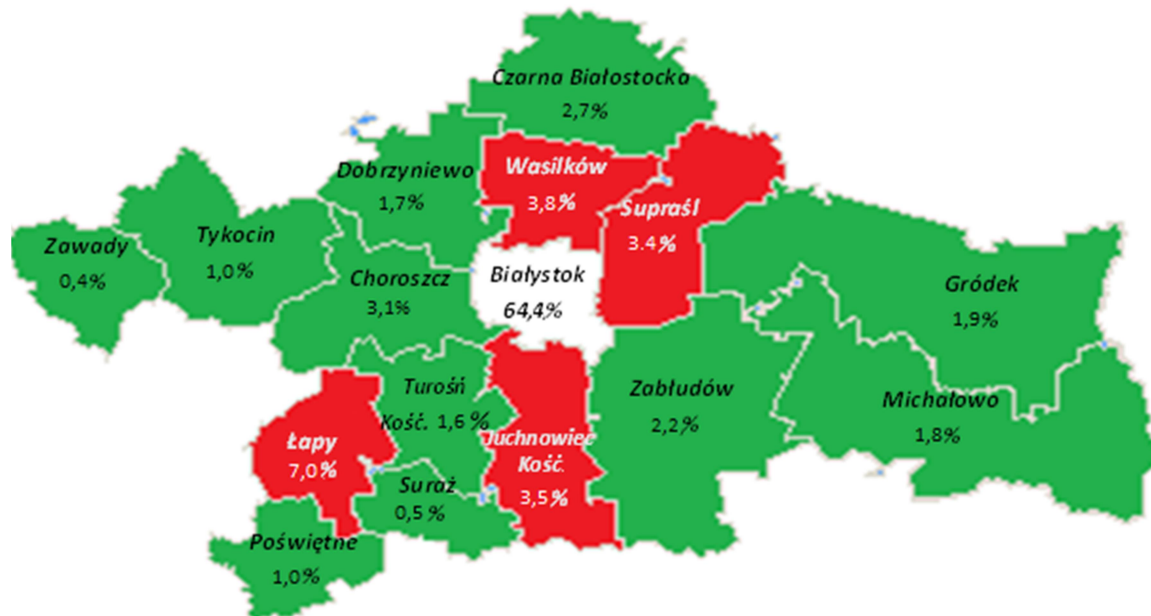 Czarna Białostocka
2,7%
Dobrzyniewo
1,7%
Wasilków
3,8%
Supraśl
3.4%
Zawady
0,4%
Tykocin
1,0%
Choroszcz
3,1%
Białystok
64,4%
Gródek
1,9%
Turośń
Kość. 1,6%
Zabłudów
2,2%
Michałowo
1,8%
Łapy
7,0%
Juchnowiec
Kość.
3,5%
Suraż
0,5%
Poświętne
1,0%